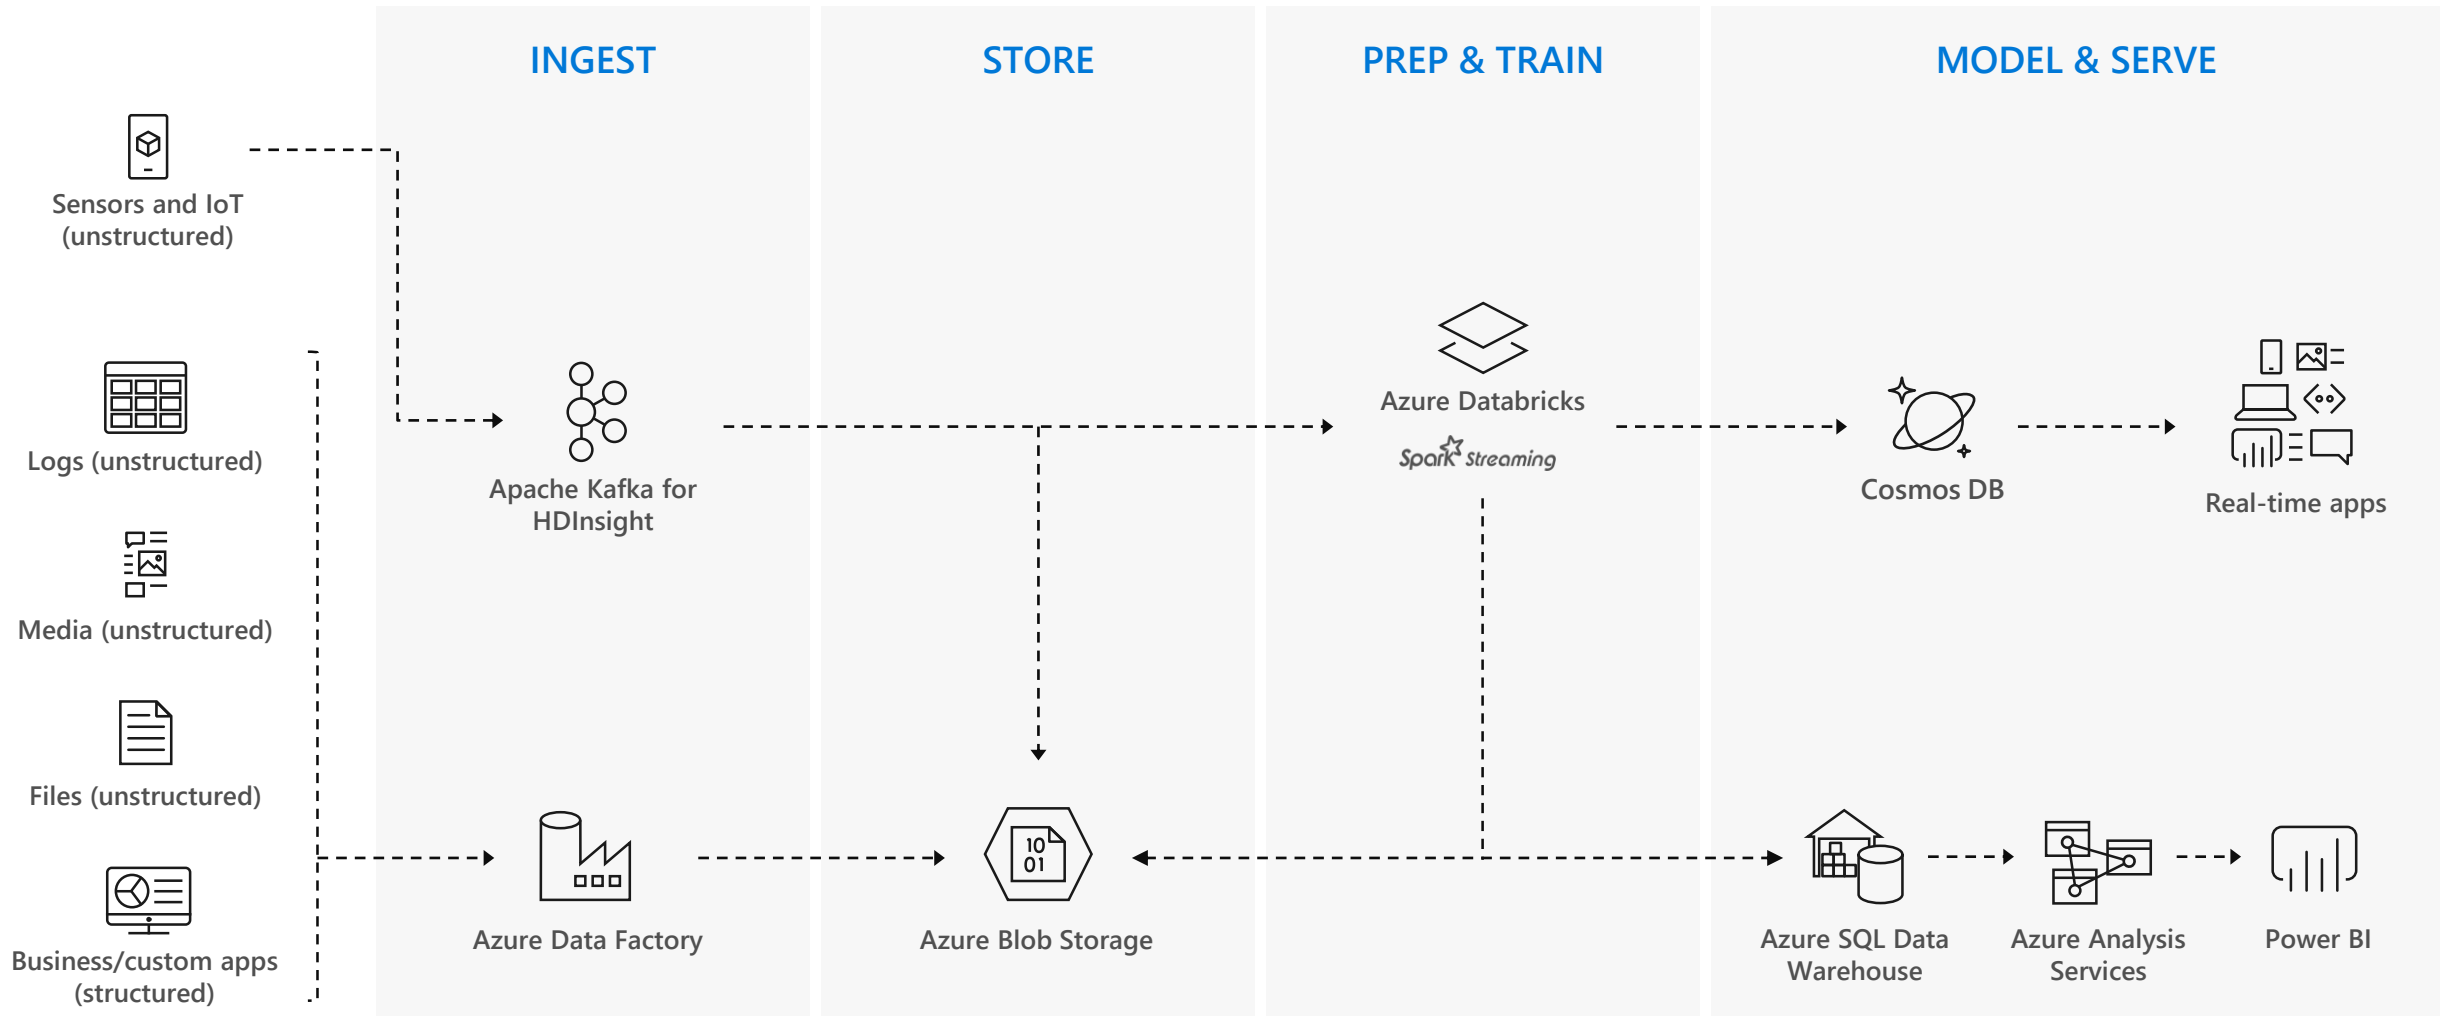 INGEST
STORE
PREP & TRAIN
MODEL & SERVE
Sensors and IoT
(unstructured)
Logs (unstructured)
Media (unstructured)
Files (unstructured)
Business/custom apps
(structured)
Apache Kafka for
HDInsight
Azure Data Factory
10
01
Azure Blob Storage
Azure Databricks
Spark Streaming
Cosmos DB
Real-time apps
Azure SQL Data
Warehouse
Azure Analysis
Services
Power BI